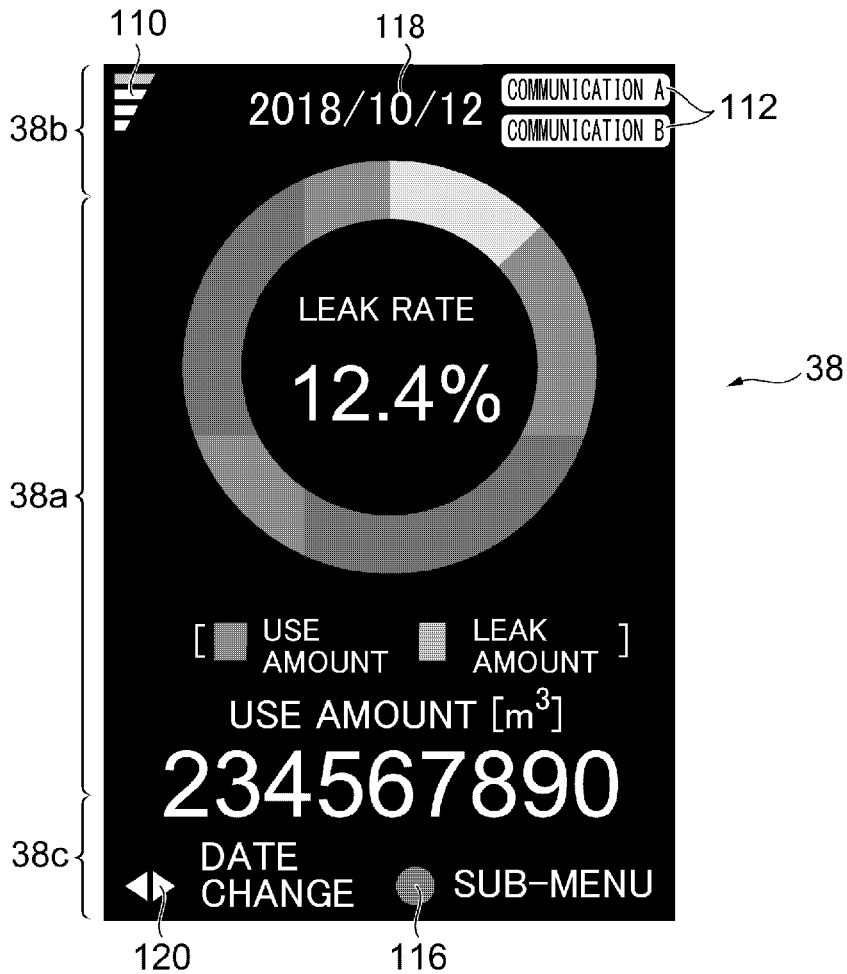 110
118
38b
2018/10/12
COMMUNICATION A
COMMUNICATION B
112
LEAK RATE
12.4%
38
38a
[ USE AMOUNT LEAK AMOUNT ]
USE AMOUNT [m³]
234567890
38c
DATE CHANGE
SUB-MENU
120
116